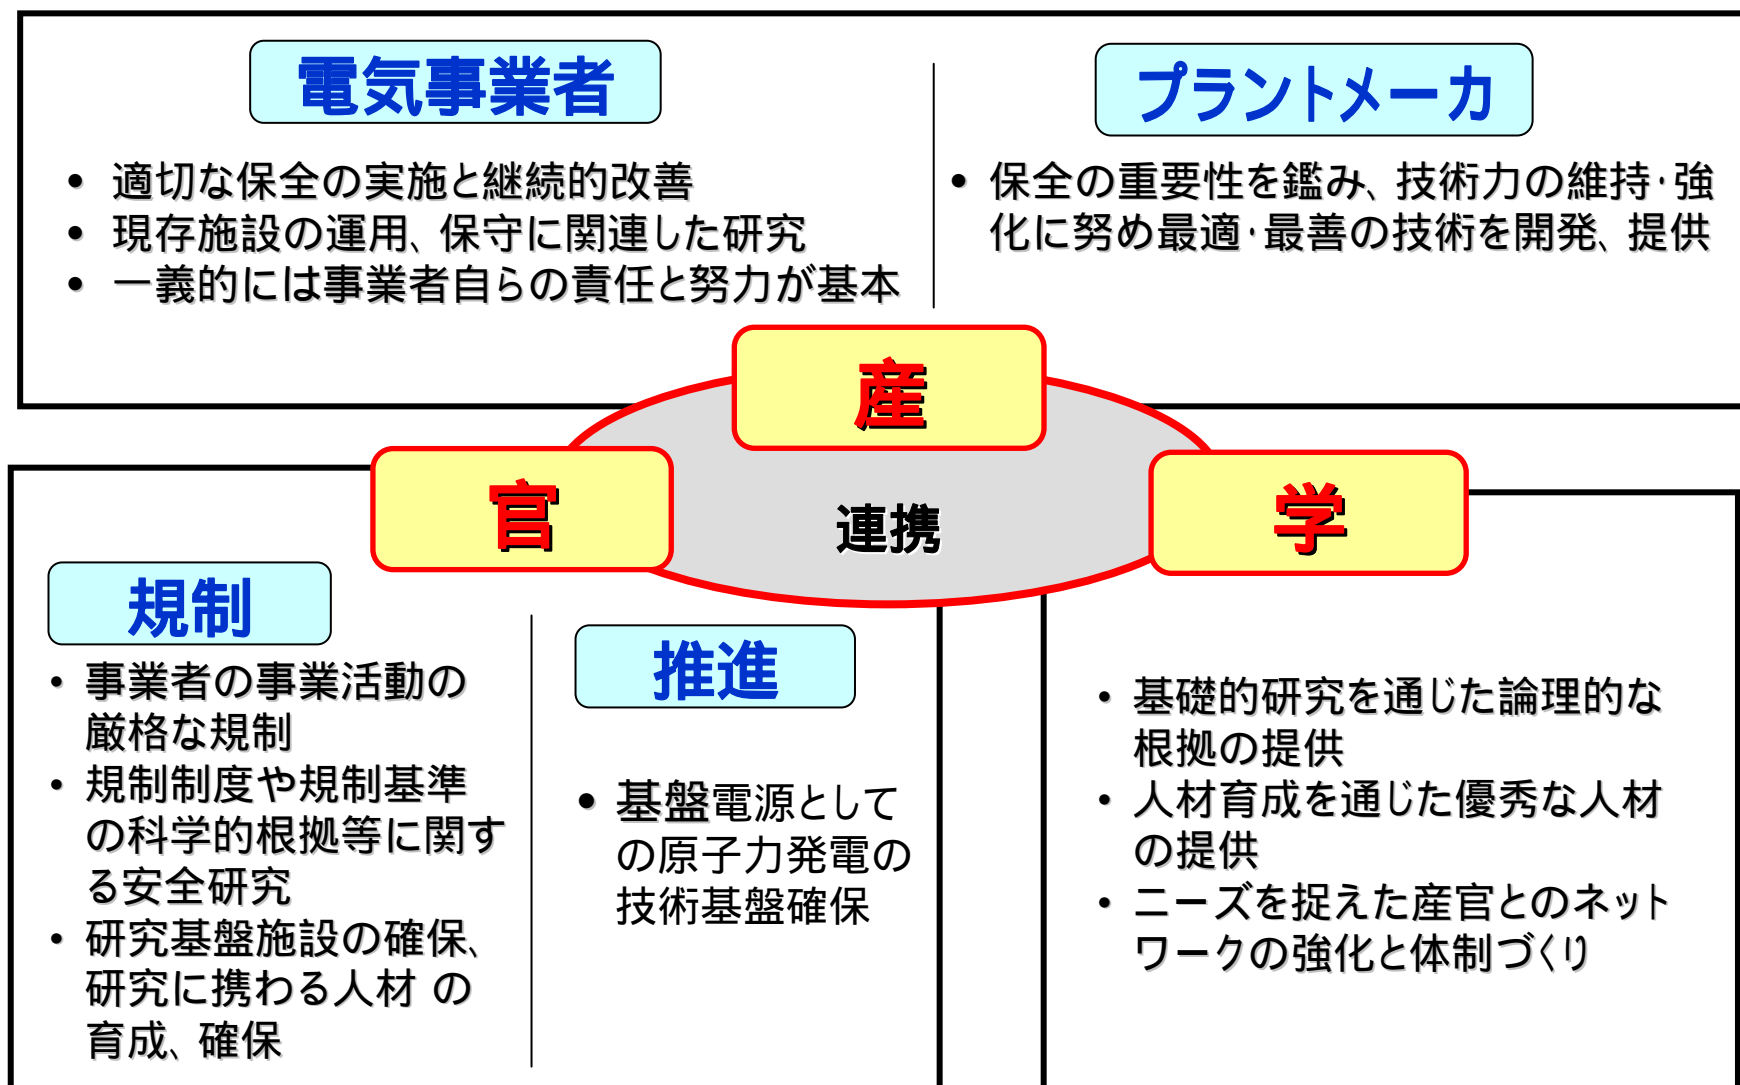 電気事業者
• 適切な保全の実施と継続的改善
• 現存施設の運用、保守に関連した研究
• 一義的には事業者自らの責任と努力が基本
プラントメーカ
• 保全の重要性を鑑み、技術力の維持・強
化に努め最適・最善の技術を開発、提供
産
官
連携
学
規制
• 事業者の事業活動の
厳格な規制
• 規制制度や規制基準
の科学的根拠等に関す
る安全研究
• 研究基盤施設の確保、
研究に携わる人材 の
育成、確保
推進
• 基盤電源として
の原子力発電の
技術基盤確保
• 基礎的研究を通じた論理的な
根拠の提供
• 人材育成を通じた優秀な人材
の提供
• ニーズを捉えた産官とのネット
ワークの強化と体制づくり